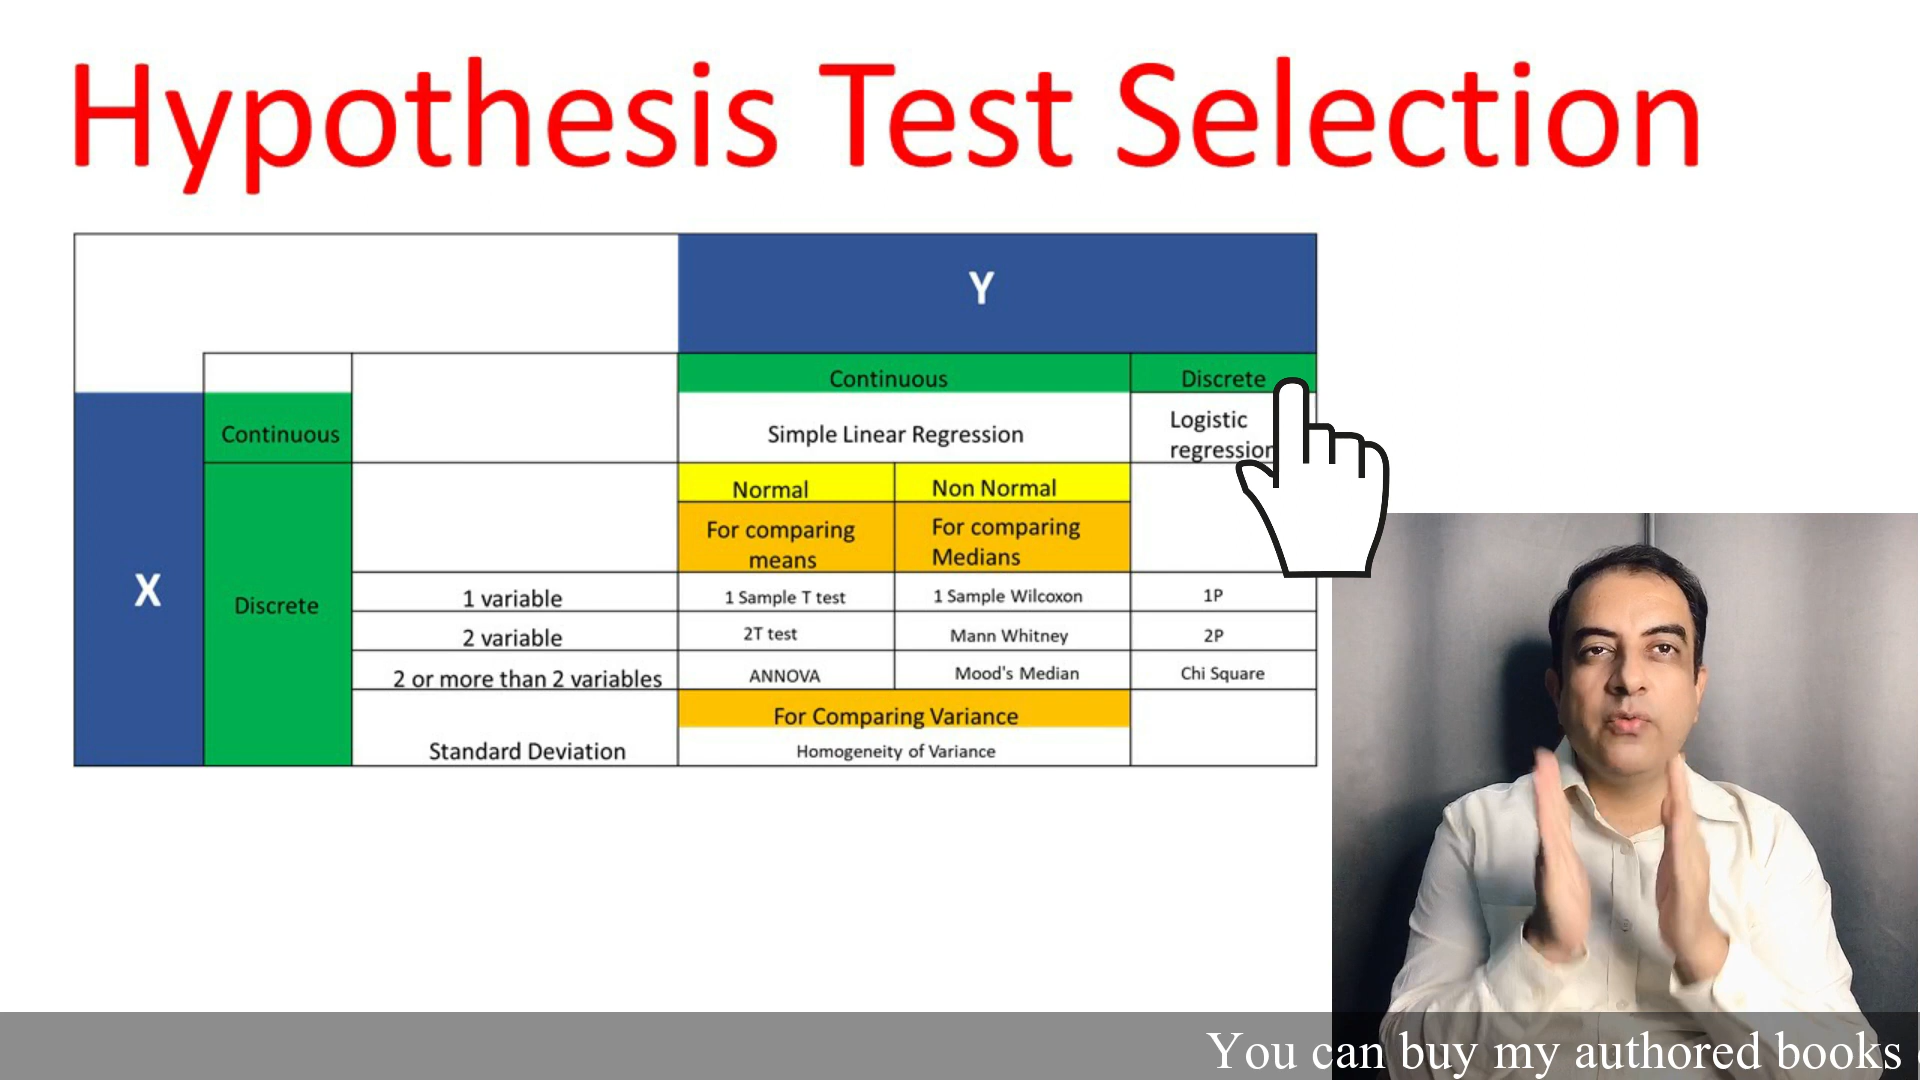 Hypothesis Test Selection
Y
Continuous
Discrete
Continuous
Simple Linear Regression
Logistic
regression
X
Discrete
Normal
Non Normal
For comparing
means
For comparing
Medians
1 variable
1 Sample T test
1 Sample Wilcoxon
1P
2 variable
2T test
Mann Whitney
2P
2 or more than 2 variables
ANNOVA
Mood's Median
Chi Square
For Comparing Variance
Standard Deviation
Homogeneity of Variance
You can buy my authored books